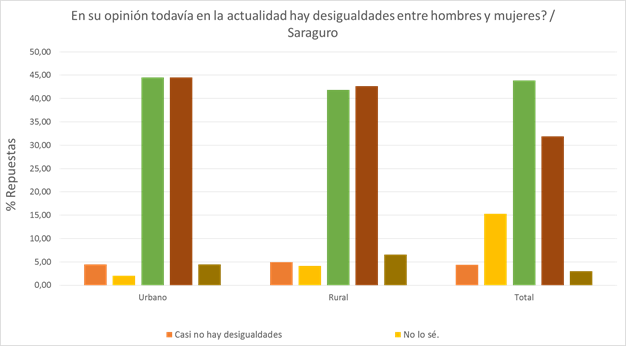 En su opinión todavía en la actualidad hay desigualdades entre hombres y mujeres? /
Saraguro
% Repuestas
50,00
45,00
40,00
35,00
30,00
25,00
20,00
15,00
10,00
5,00
0,00
Urbano
Rural
Total
Casi no hay desigualdades
No lo sé.